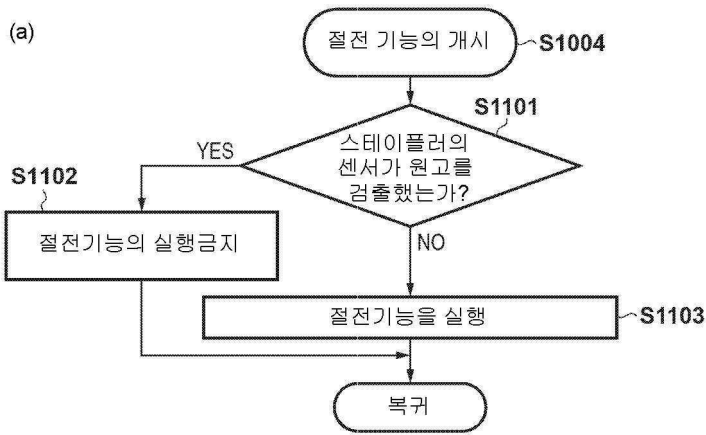 (a)
절전 기능의 개시
S1004
S1101
스테이플러의
센서가 원고를
검출했는가?
YES
S1102
절전기능의 실행금지
NO
절전기능을 실행
S1103
복귀